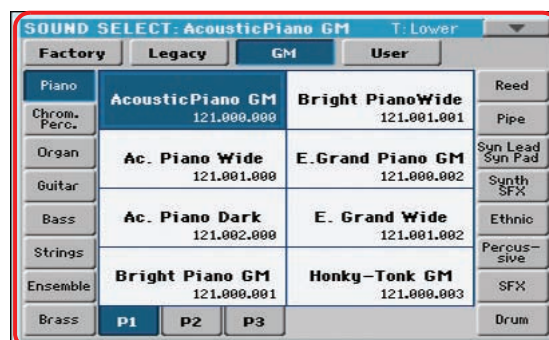 SOUND SELECT: AcousticPiano GM T: Lower
Factory Legacy GM User
Piano
Chrom.
Perc.
Organ
Guitar
Bass
Strings
Ensemble
Brass
AcousticPiano GM
121.000.000
Bright PianoWide
121.001.001
Ac. Piano Wide
121.001.000
E.Grand Piano GM
121.000.002
Ac. Piano Dark
121.002.000
E. Grand Wide
121.001.002
Bright Piano GM
121.000.001
Honky-Tonk GM
121.000.003
P1 P2 P3
Reed
Pipe
Syn Lead
Syn Pad
Synth
SFX
Ethnic
Percus-
sive
SFX
Drum